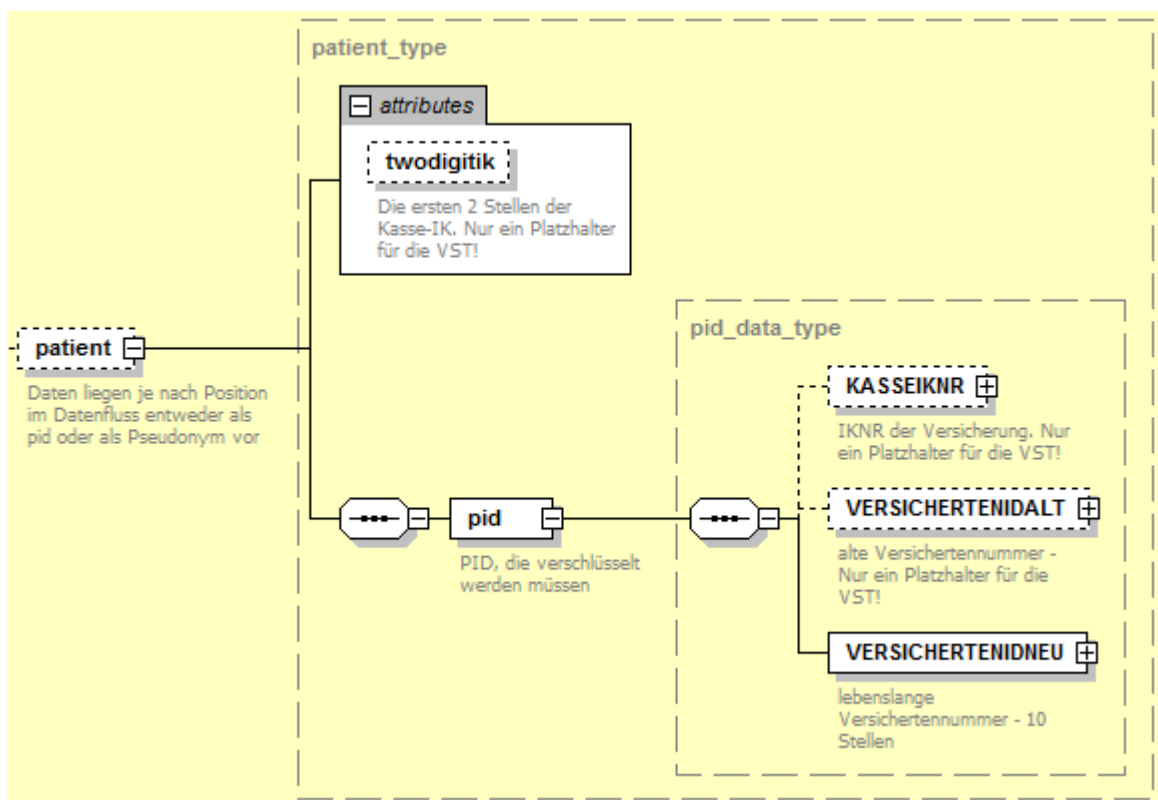 patient_type
attributes
twodigitik
Die ersten 2 Stellen der
Kasse-IK. Nur ein Platzhalter
für die VST!
patient
Daten liegen je nach Position
im Datenfluss entweder als
pid oder als Pseudonym vor
pid
PID, die verschlüsselt
werden müssen
pid_data_type
KASSEIKNR
IKNR der Versicherung. Nur
ein Platzhalter für die VST!
VERSICHERTENIDALT
alte Versichertennummer -
Nur ein Platzhalter für die
VST!
VERSICHERTENIDNEU
lebenslange
Versichertennummer - 10
Stellen